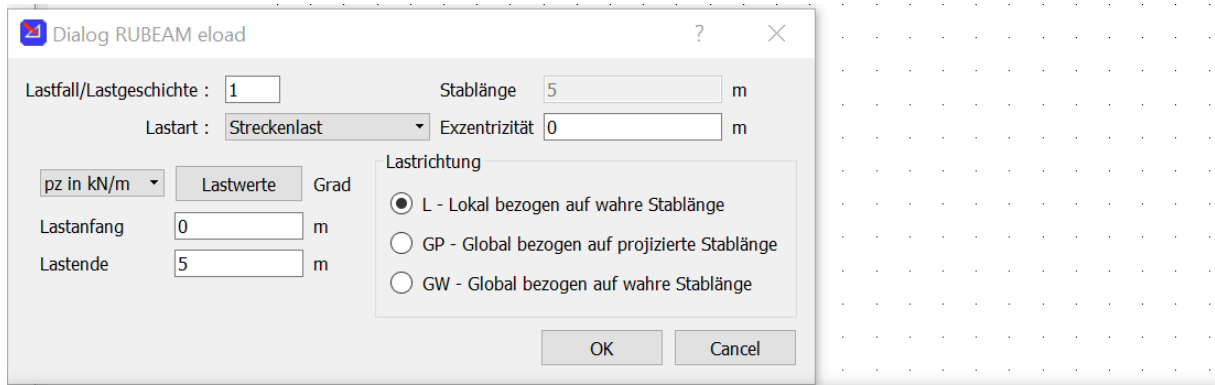 Dialog RUBEAM eload
Lastfall/Lastgeschichte : 1 Stablänge 5 m
Lastart : Streckenlast Exzentrizität 0 m
Lastrichtung
pz in kN/m Lastwerte Grad
L - Lokal bezogen auf wahre Stablänge
Lastanfang 0 m
GP - Global bezogen auf projizierte Stablänge
Lastende 5 m
GW - Global bezogen auf wahre Stablänge
OK Cancel